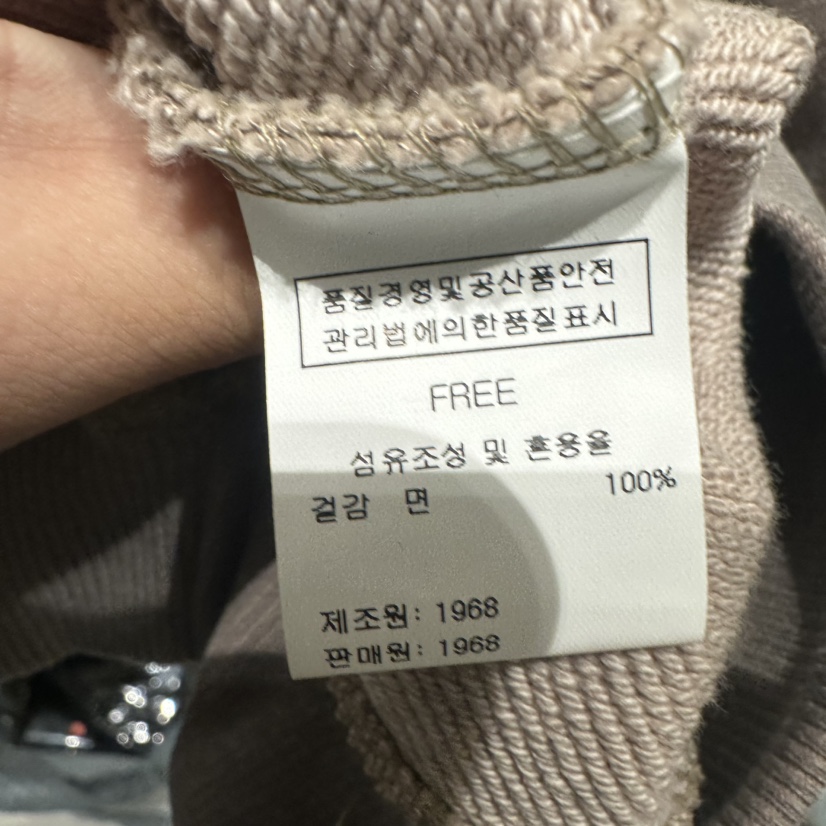 품질경영및공산품안전
관리법에의한품질표시
FREE
섬유조성 및 혼용율
겉감 면 100%
제조원: 1968
판매원: 1968